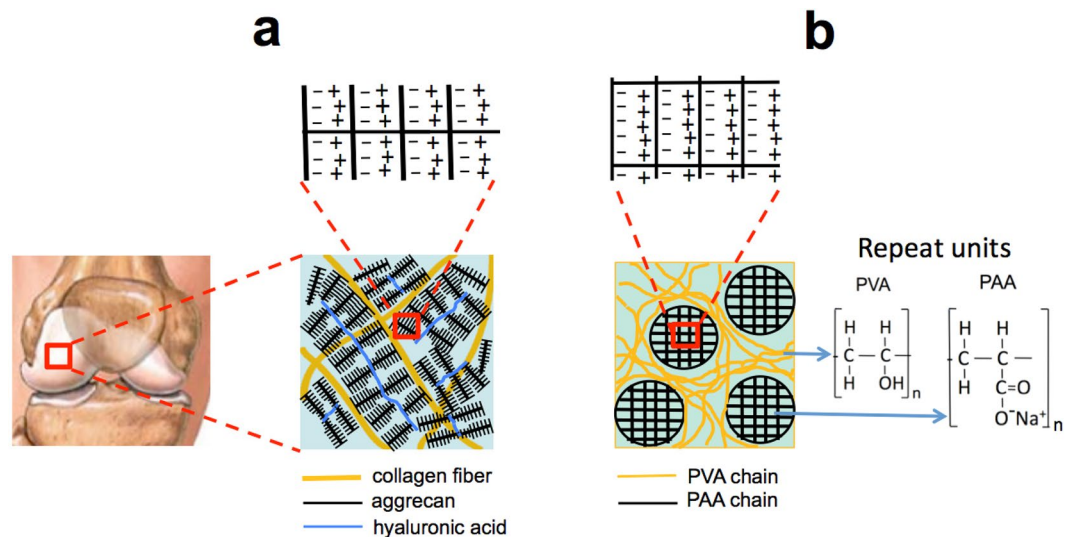 a
b
− + − + − + − +
− + − + − + − +
− + − + − + − +
− + − + − + − +
− + − + − + − +
− + − + − + − +
− + − + − + − +
− + − + − + − +
− + − + − + − +
− + − + − + − +
− + − + − + − +
− + − + − + − +
Repeat units
PVA
PAA
H H
C C
H OH
n
H H
C C
H C=O
O⁻Na⁺
n
collagen fiber
aggrecan
hyaluronic acid
PVA chain
PAA chain